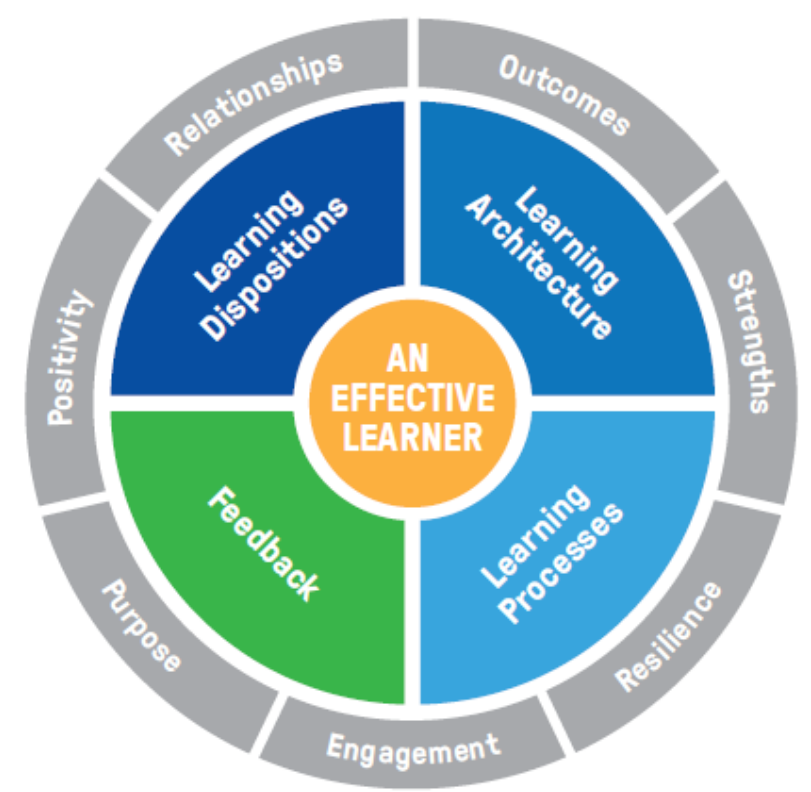 Relationships
Outcomes
Positivity
Strengths
Learning
Dispositions
Learning
Architecture
AN
EFFECTIVE
LEARNER
Feedback
Learning
Processes
Purpose
Resilience
Engagement